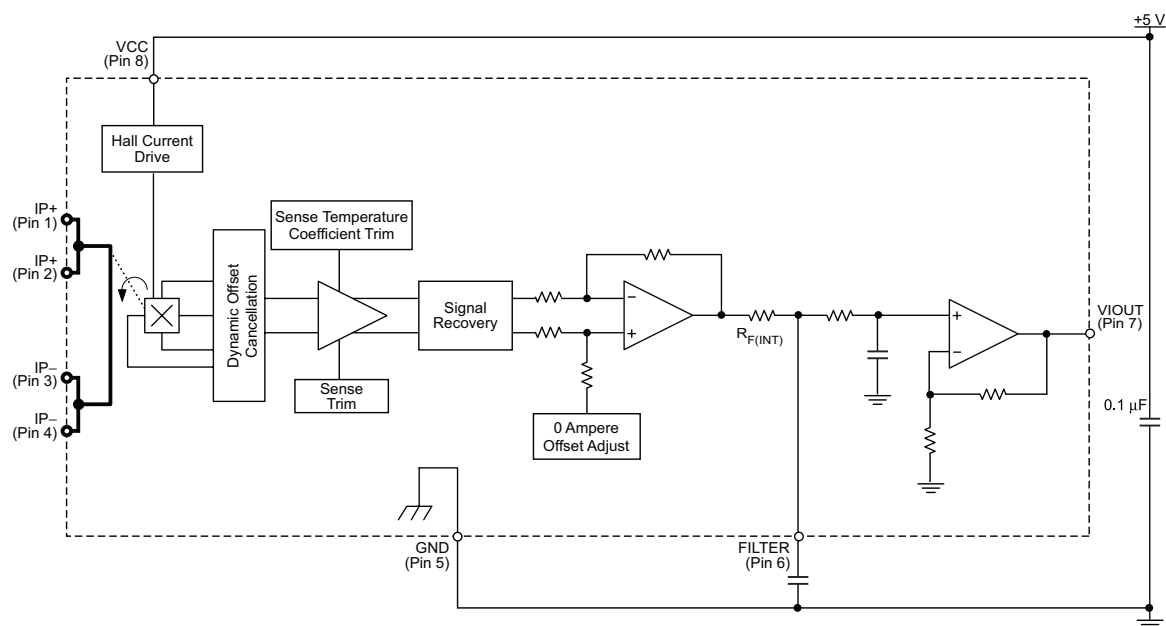 +5 V
VCC
(Pin 8)
Hall Current
Drive
IP+
(Pin 1)
IP+
(Pin 2)
IP–
(Pin 3)
IP–
(Pin 4)
Dynamic Offset
Cancellation
Sense Temperature
Coefficient Trim
Sense
Trim
Signal
Recovery
0 Ampere
Offset Adjust
−
+
RF(INT)
+
−
VIOUT
(Pin 7)
0.1 μF
GND
(Pin 5)
FILTER
(Pin 6)